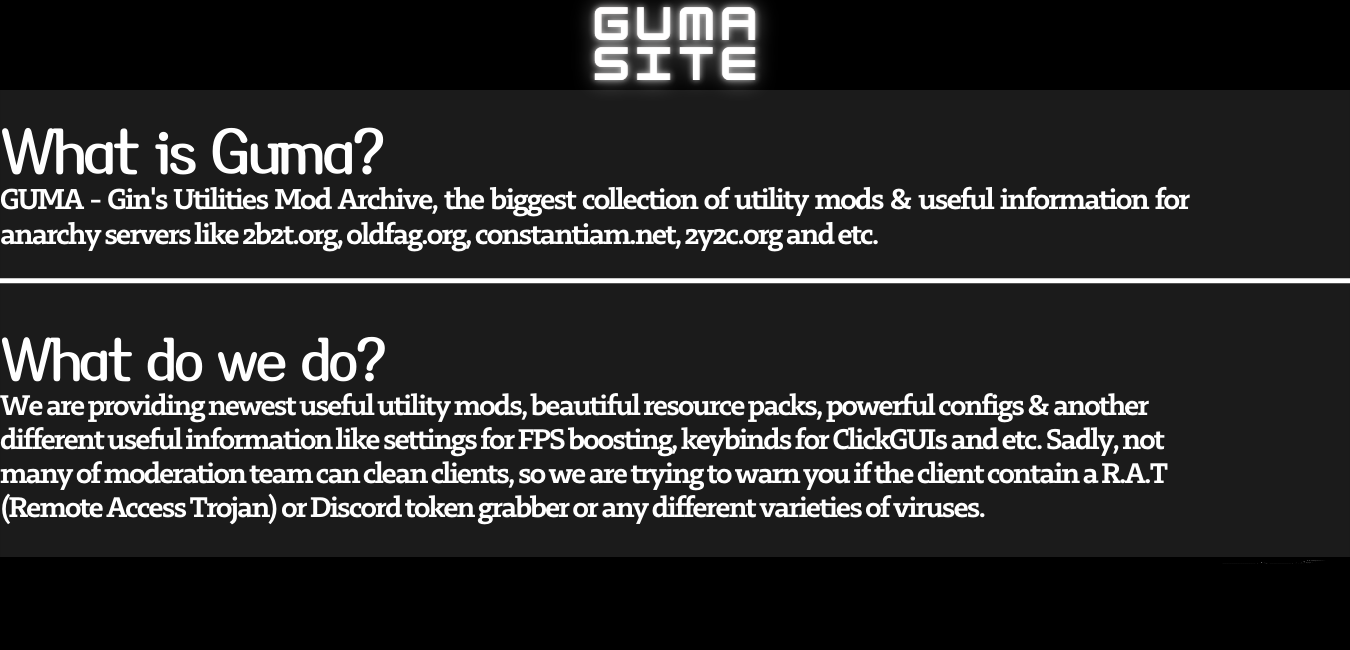 GUMA
SITE
What is Guma?
GUMA - Gin's Utilities Mod Archive, the biggest collection of utility mods & useful information for
anarchy servers like 2b2t.org, oldfag.org, constantiam.net, 2y2c.org and etc.
What do we do?
We are providing newest useful utility mods, beautiful resource packs, powerful configs & another
different useful information like settings for FPS boosting, keybinds for ClickGUIs and etc. Sadly, not
many of moderation team can clean clients, so we are trying to warn you if the client contain a R.A.T
(Remote Access Trojan) or Discord token grabber or any different varieties of viruses.